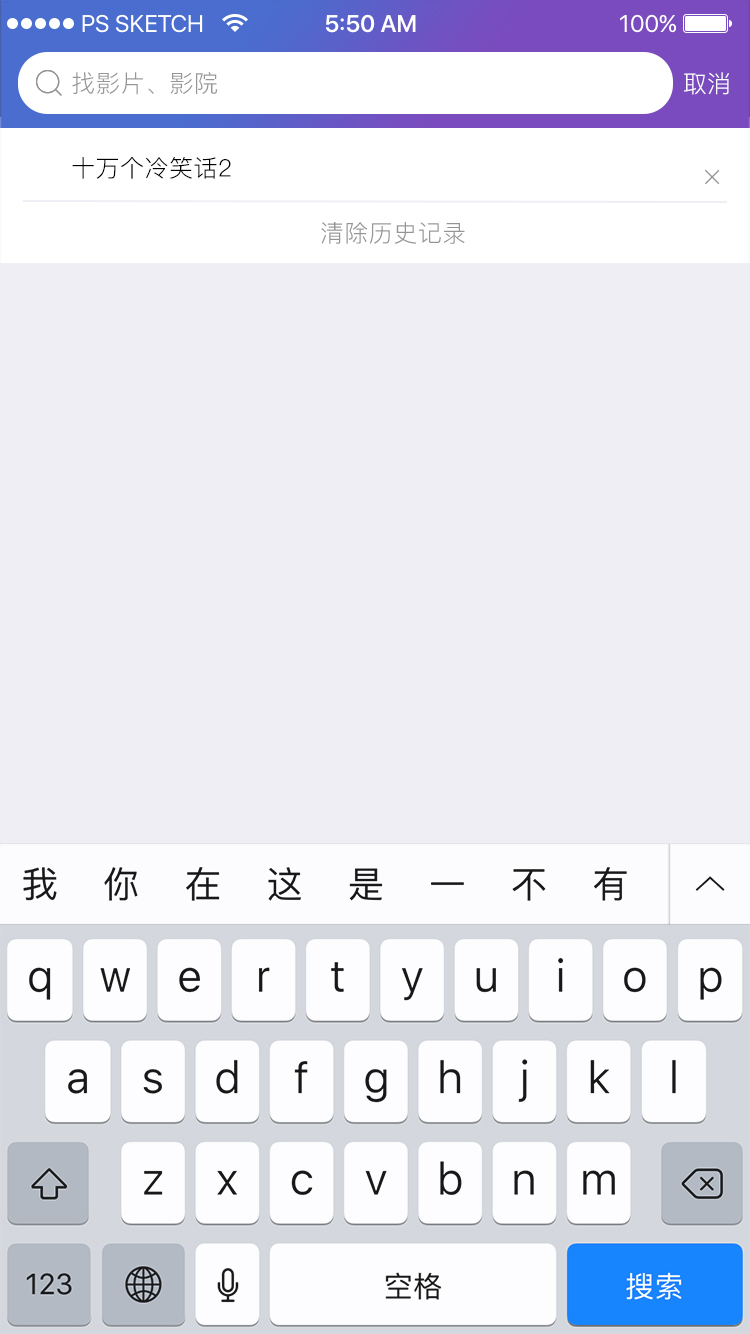 PS SKETCH 5:50 AM 100%
找影片、影院 取消
十万个冷笑话2
清除历史记录
我 你 在 这 是 一 不 有
q w e r t y u i o p
a s d f g h j k l
z x c v b n m
123 空格 搜索